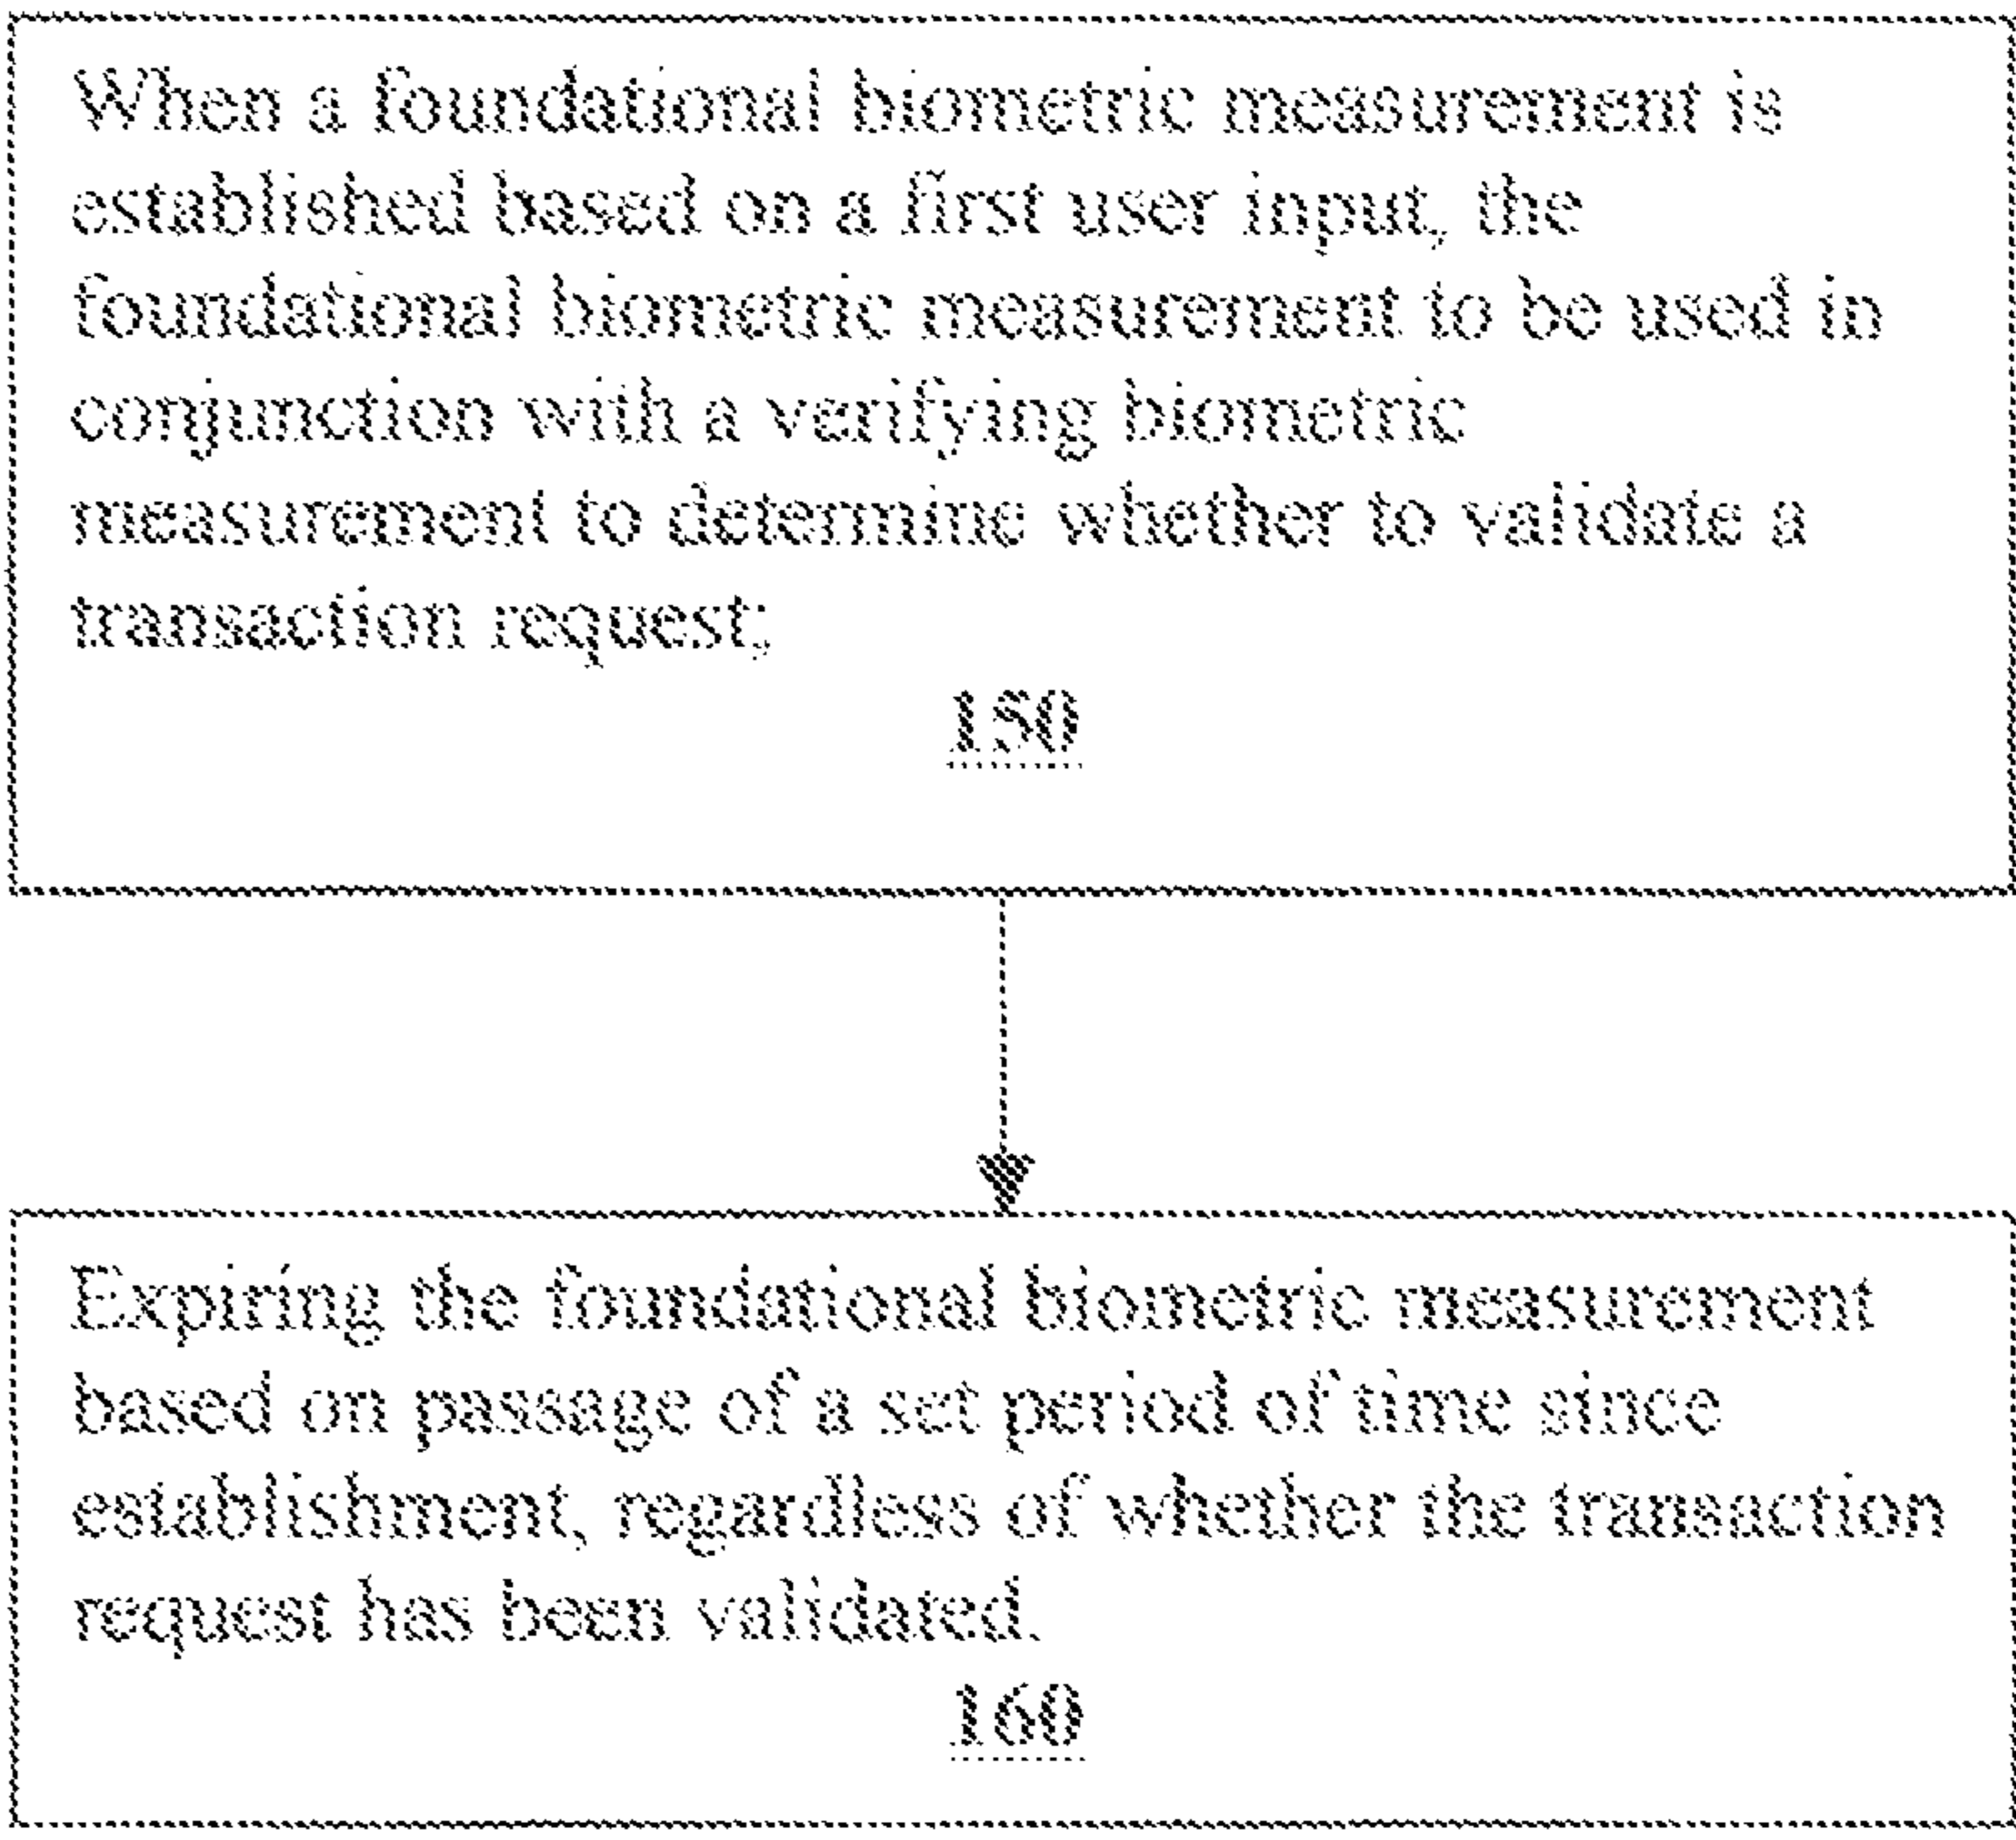 When a foundational biometric measurement is
established based on a first user input, the
foundational biometric measurement to be used in
conjunction with a verifying biometric
measurement to determine whether to validate a
transaction request;
150
Expiring the foundational biometric measurement
based on passage of a set period of time since
establishment, regardless of whether the transaction
request has been validated.
160